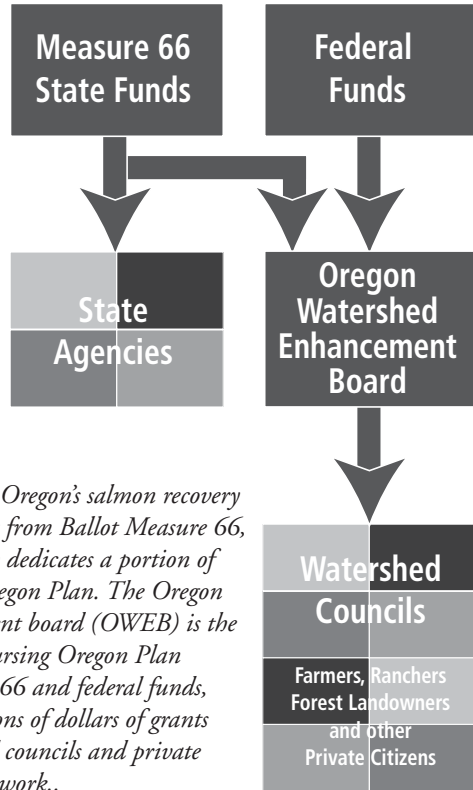 Measure 66
State Funds
Federal
Funds
State
Agencies
Oregon
Watershed
Enhancement
Board
Oregon's salmon recovery
from Ballot Measure 66,
dedicates a portion of
egon Plan. The Oregon
ent board (OWEB) is the
ursing Oregon Plan
66 and federal funds,
ons of dollars of grants
councils and private
work..
Watershed
Councils
Farmers, Ranchers
Forest Landowners
and other
Private Citizens